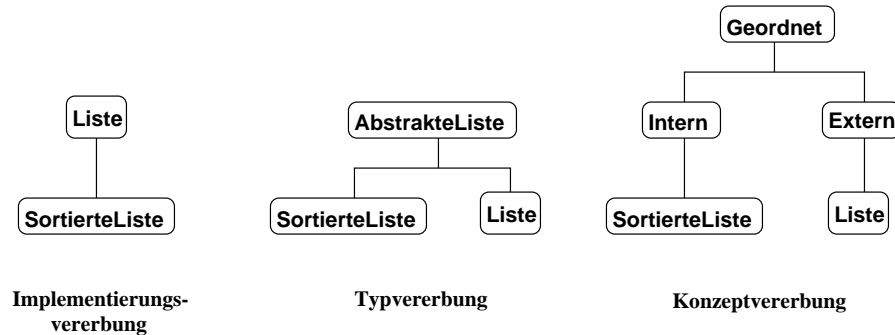 Geordnet
Liste
AbstrakteListe
Intern
Extern
SortierteListe
SortierteListe
Liste
SortierteListe
Liste
Implementierungs-
vererbung
Typvererbung
Konzeptvererbung